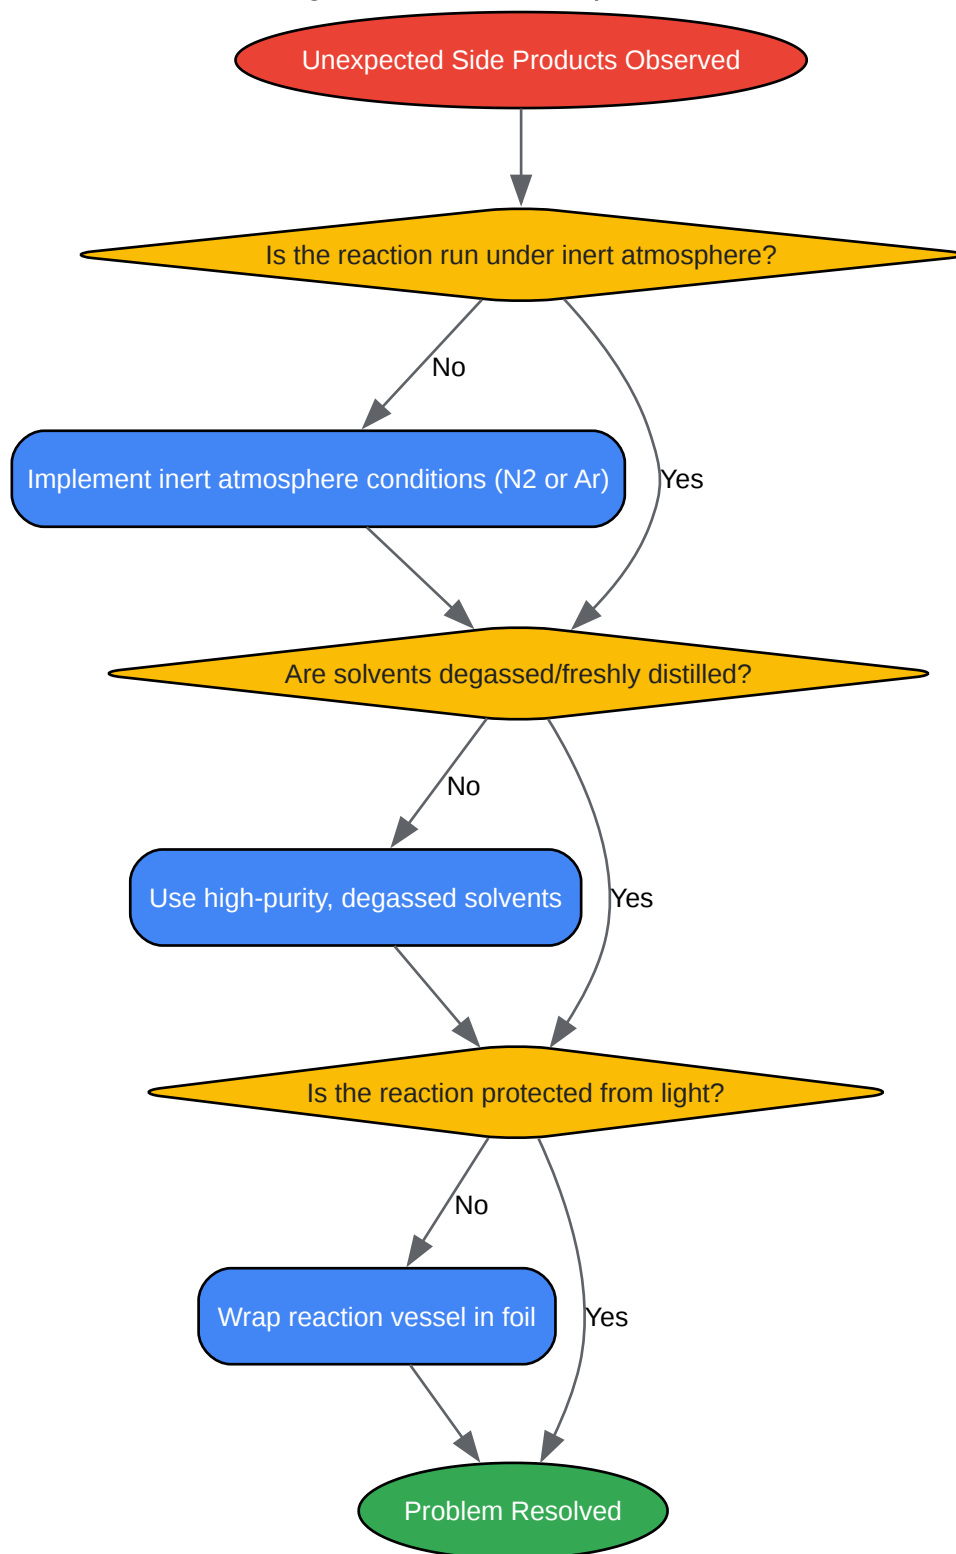 Unexpected Side Products Observed
Is the reaction run under inert atmosphere?
No
Implement inert atmosphere conditions (N2 or Ar)
Yes
Are solvents degassed/freshly distilled?
No
Use high-purity, degassed solvents
Yes
Is the reaction protected from light?
No
Wrap reaction vessel in foil
Yes
Problem Resolved